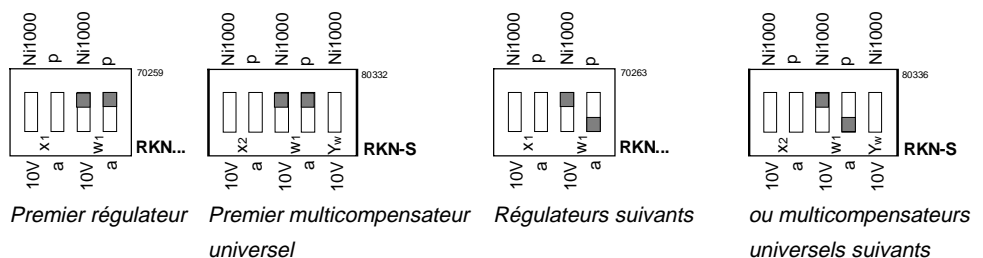 Ni1000 p Ni1000 p
70259
x1 w1
RKN...
10V a 10V a
Premier régulateur
Ni1000 p Ni1000 p Ni1000
80332
x2 w1 Yw
RKN-S
10V a 10V a 10V
Premier multicompensateur
universel
Ni1000 p Ni1000 p
70263
x1 w1
RKN...
10V a 10V a
Régulateurs suivants
Ni1000 p Ni1000 p Ni1000
80336
x2 w1 Yw
RKN-S
10V a 10V a 10V
ou multicompensateurs
universels suivants